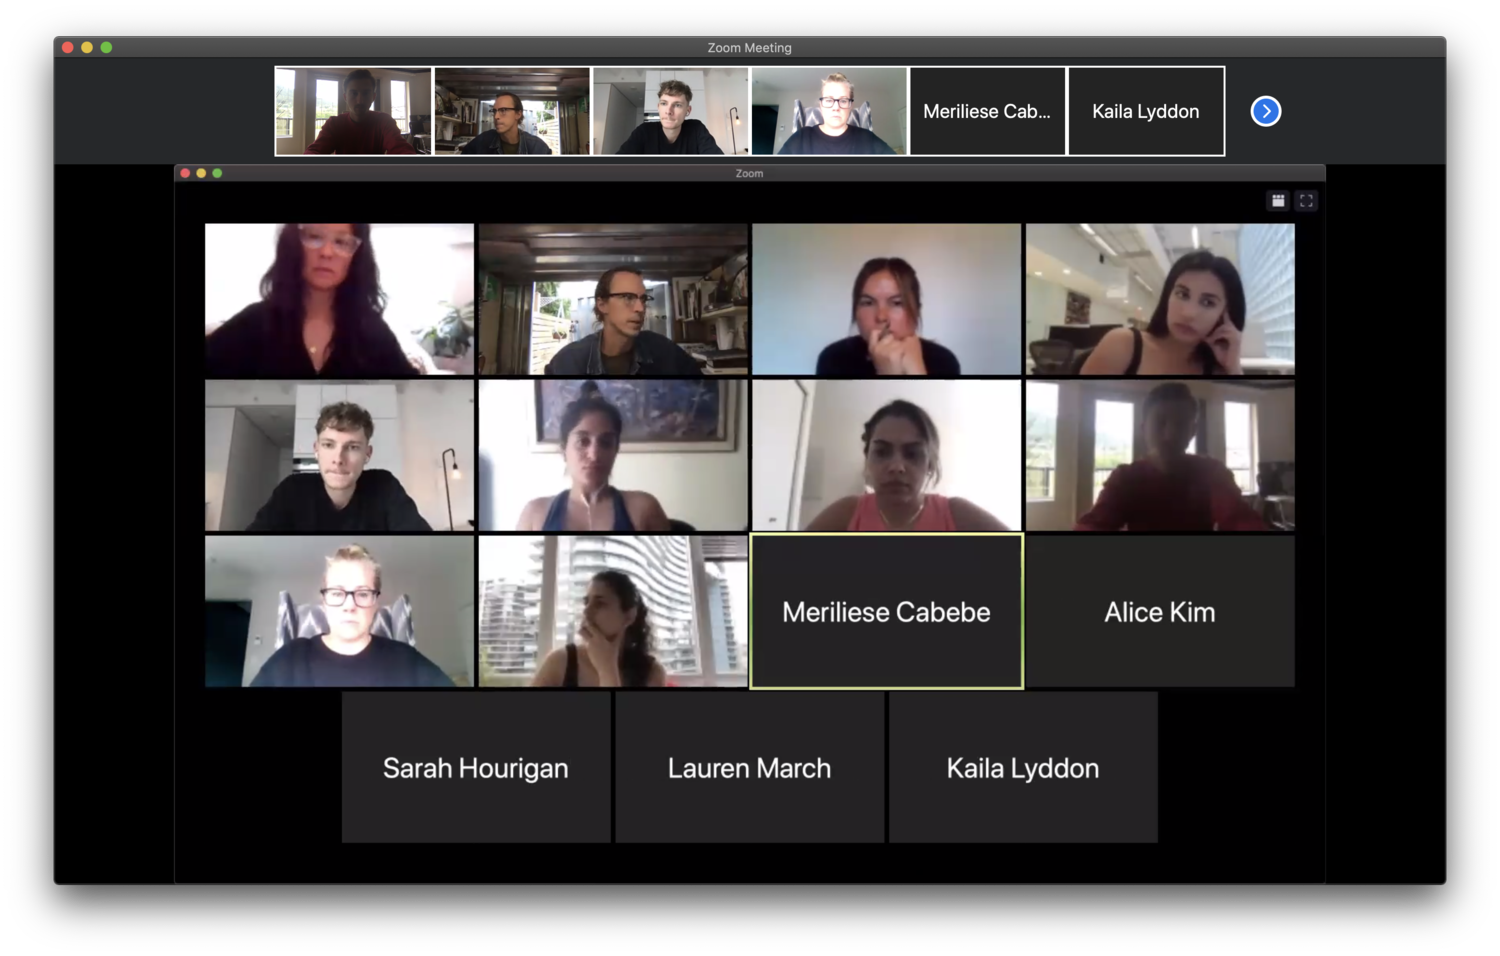 Zoom Meeting
Meriliese Cab...
Kaila Lyddon
Zoom
Meriliese Cabebe
Alice Kim
Sarah Hourigan
Lauren March
Kaila Lyddon